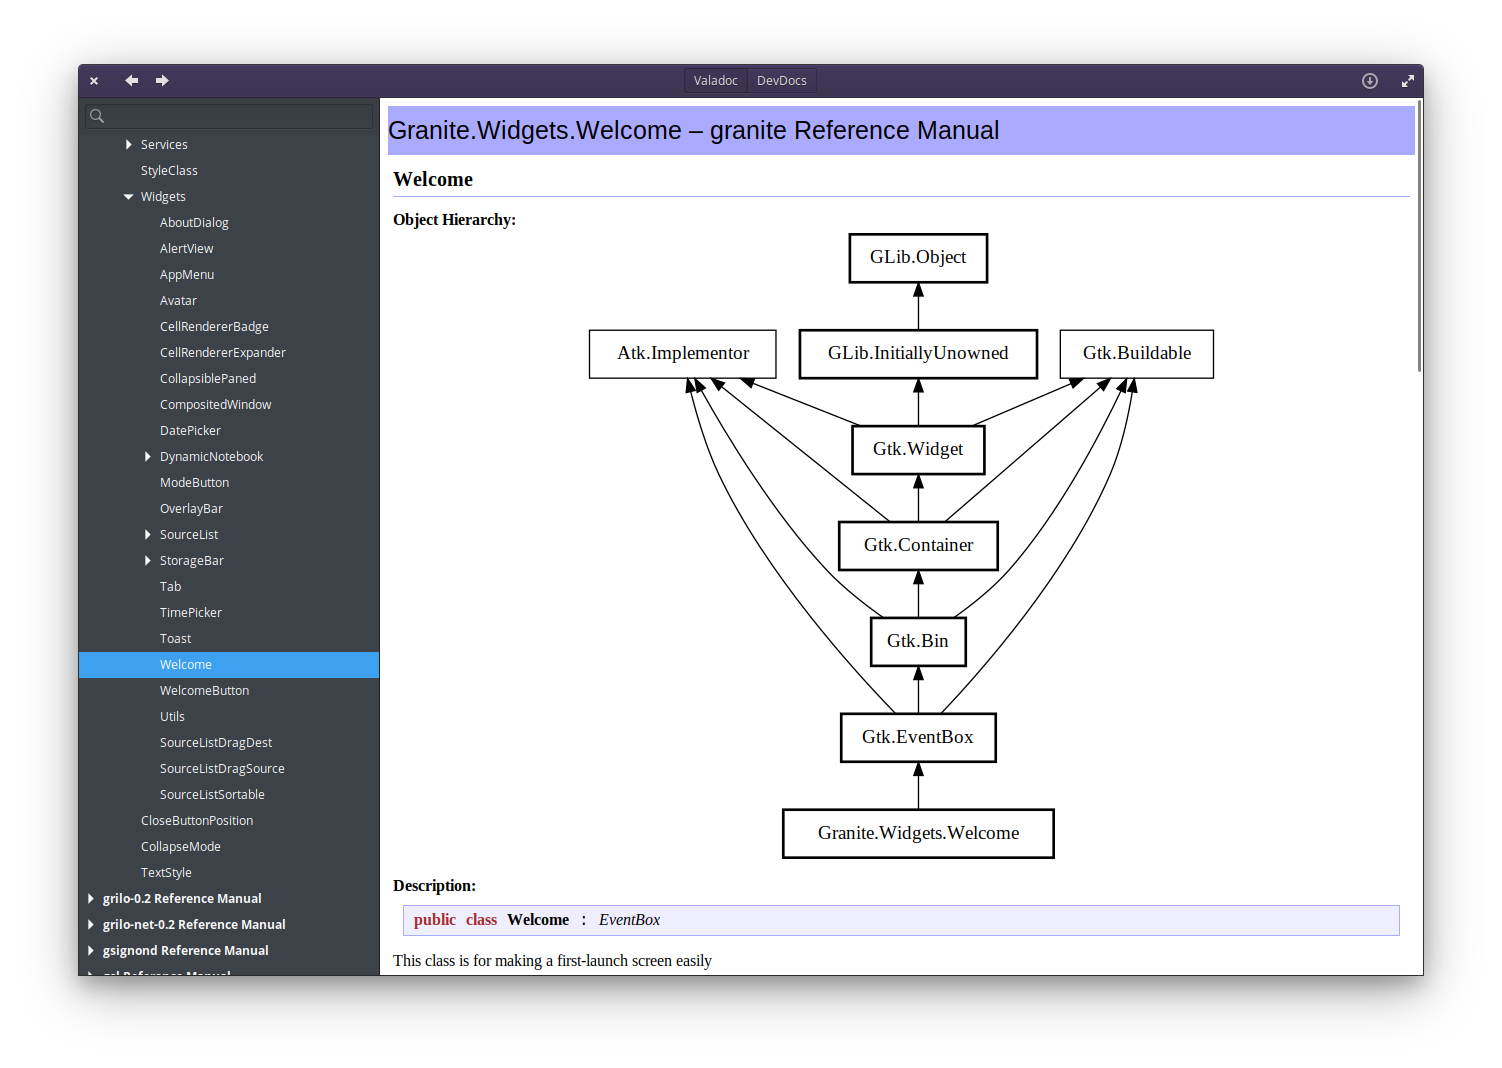 Valadoc DevDocs
Services
StyleClass
Widgets
AboutDialog
AlertView
AppMenu
Avatar
CellRendererBadge
CellRendererExpander
CollapsiblePaned
CompositedWindow
DatePicker
DynamicNotebook
ModeButton
OverlayBar
SourceList
StorageBar
Tab
TimePicker
Toast
Welcome
WelcomeButton
Utils
SourceListDragDest
SourceListDragSource
SourceListSortable
CloseButtonPosition
CollapseMode
TextStyle
grilo-0.2 Reference Manual
grilo-net-0.2 Reference Manual
gsignond Reference Manual
gsl Reference Manual
Granite.Widgets.Welcome – granite Reference Manual
Welcome
Object Hierarchy:
GLib.Object
Atk.Implementor
GLib.InitiallyUnowned
Gtk.Buildable
Gtk.Widget
Gtk.Container
Gtk.Bin
Gtk.EventBox
Granite.Widgets.Welcome
Description:
public class Welcome : EventBox
This class is for making a first-launch screen easily